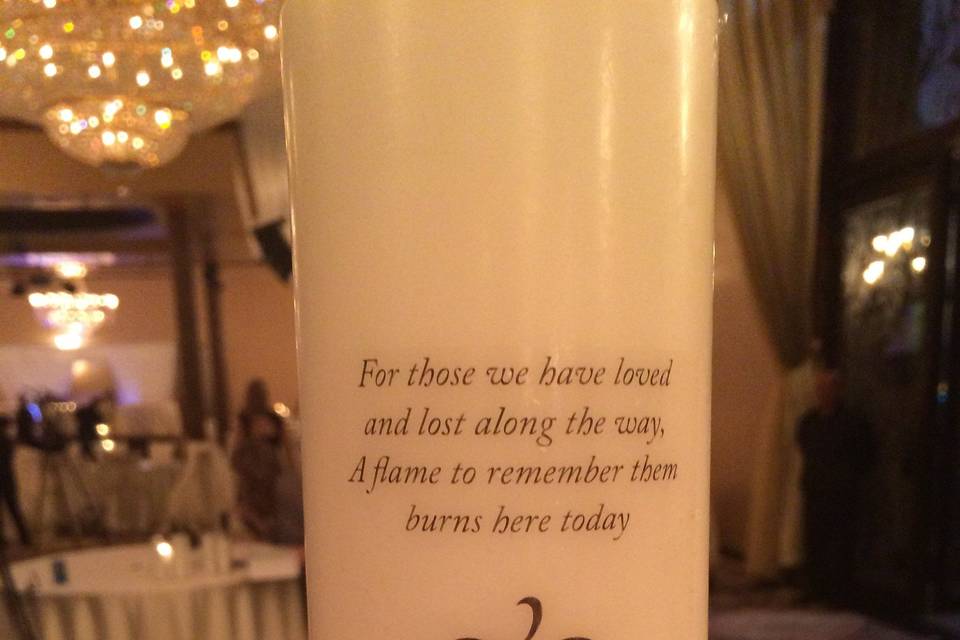 For those we have loved
and lost along the way,
A flame to remember them
burns here today